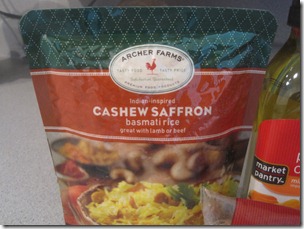 ARCHER FARMS
Indian-inspired
CASHEW SAFFRON
basmati rice
great with lamb or beef
market
pantry